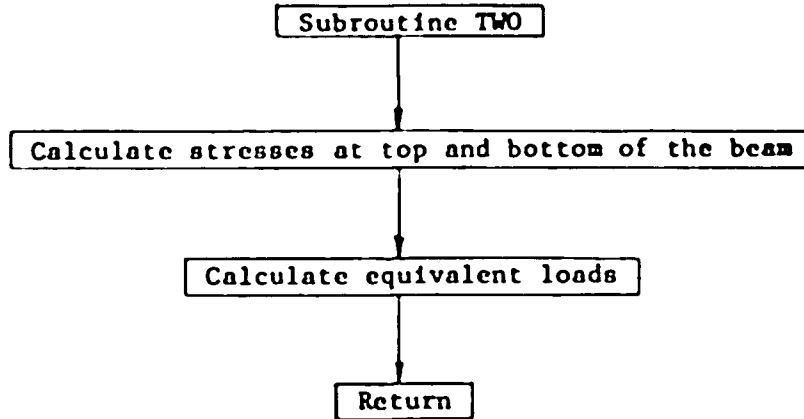 Subroutine TWO
Calculate stresses at top and bottom of the beam
Calculate equivalent loads
Return